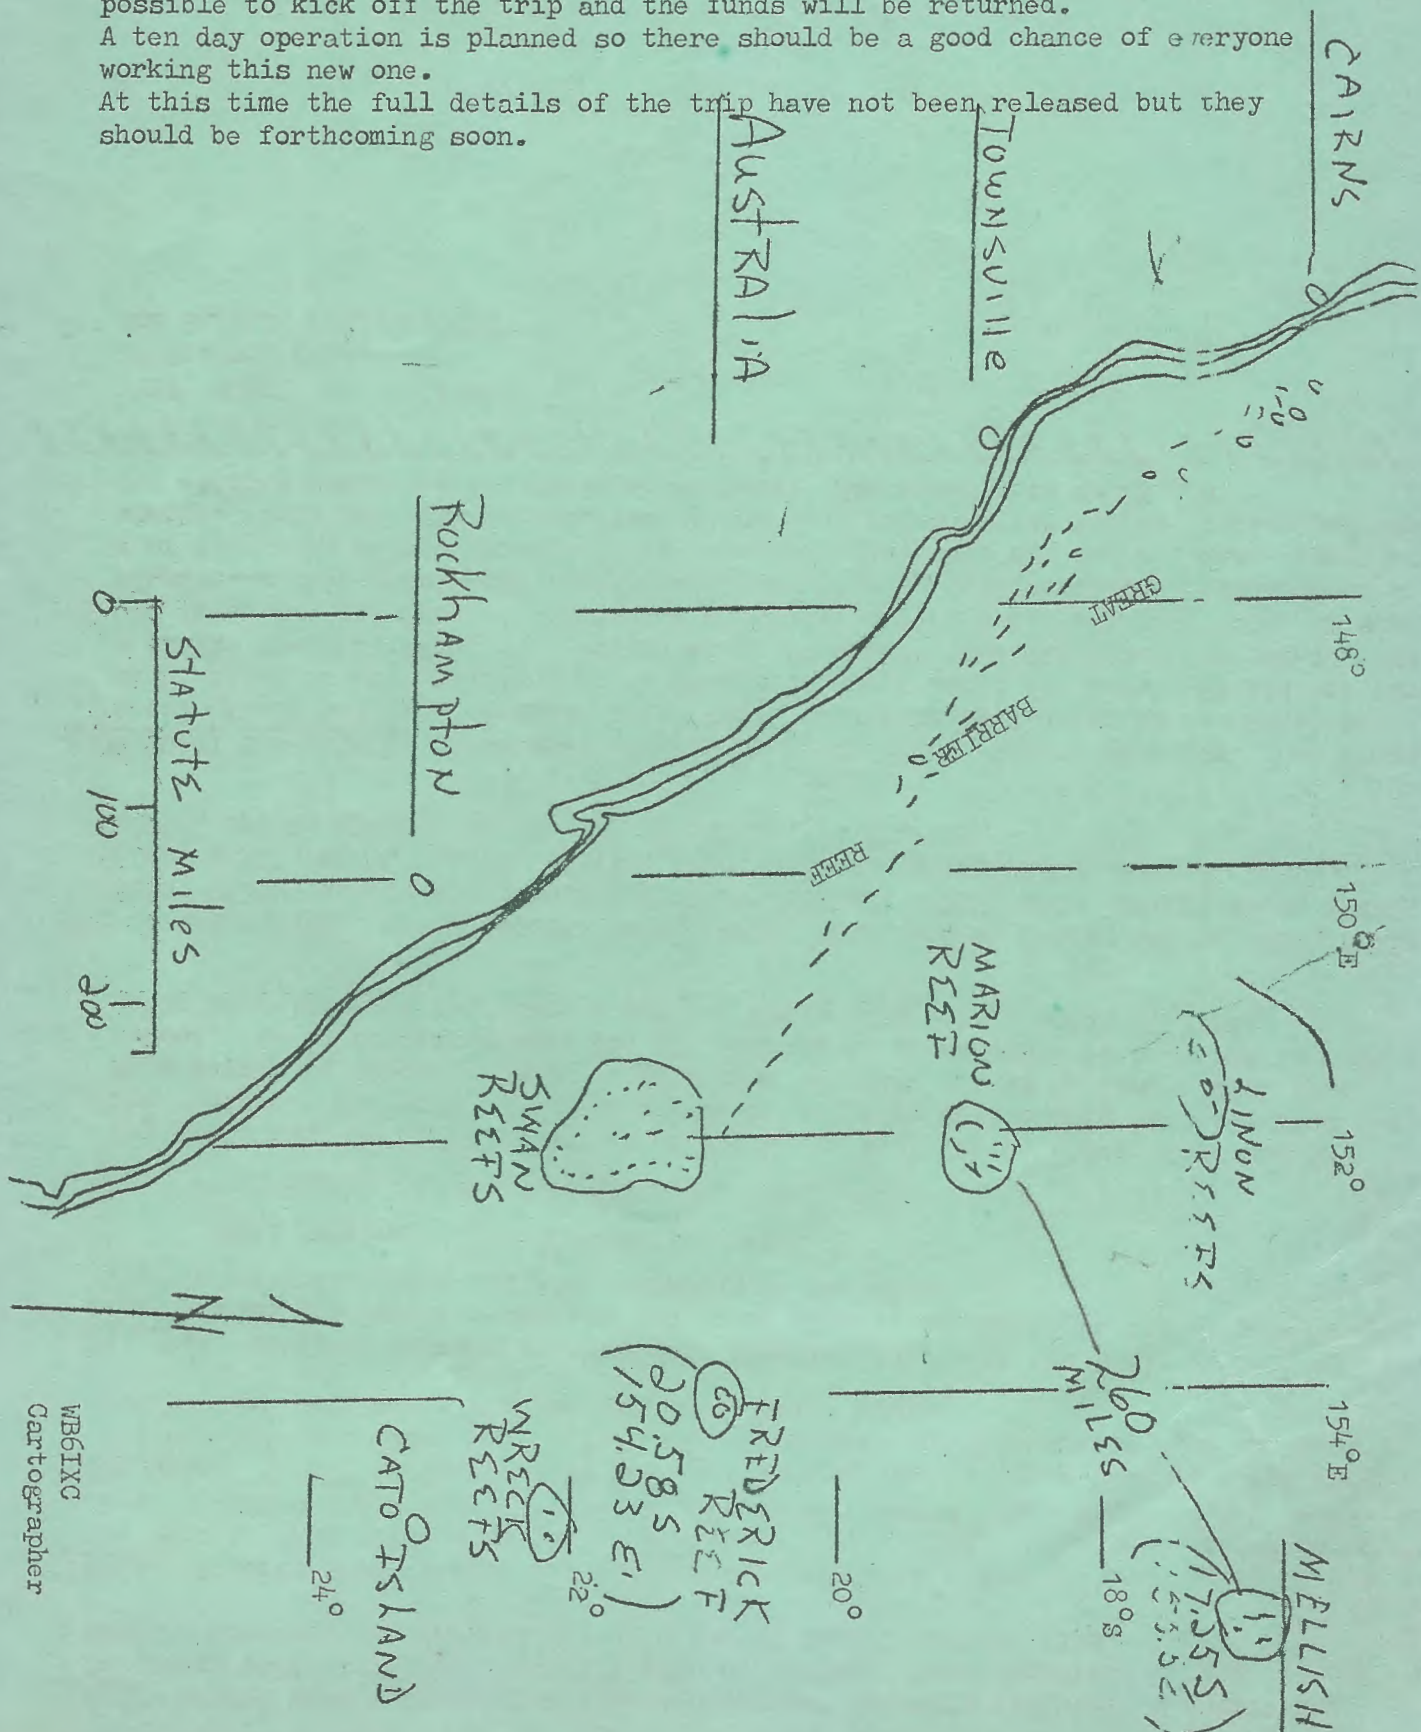 possible to kick off the trip and the funds will be returned.
A ten day operation is planned so there should be a good chance of everyone
working this new one.
At this time the full details of the trip have not been released but they
should be forthcoming soon.
CAIRNS
TOWNSVIllE
AUSTRAlIA
ROCKhAMptON
StAtUtE MIlES
0
100
200
GREAT
BARRIER
REEF
148°
150°E
152°
154°E
MARION
REEF
REEFS
SWAN
REEFS
260
MILES
MELLISH
17.25 S
18°S
20°
22°
24°
FREDERICK
REEF
(20.58 S
154.23 E.)
WRECK
REEFS
CATO ISLAND
N
WB6IXC
Cartographer